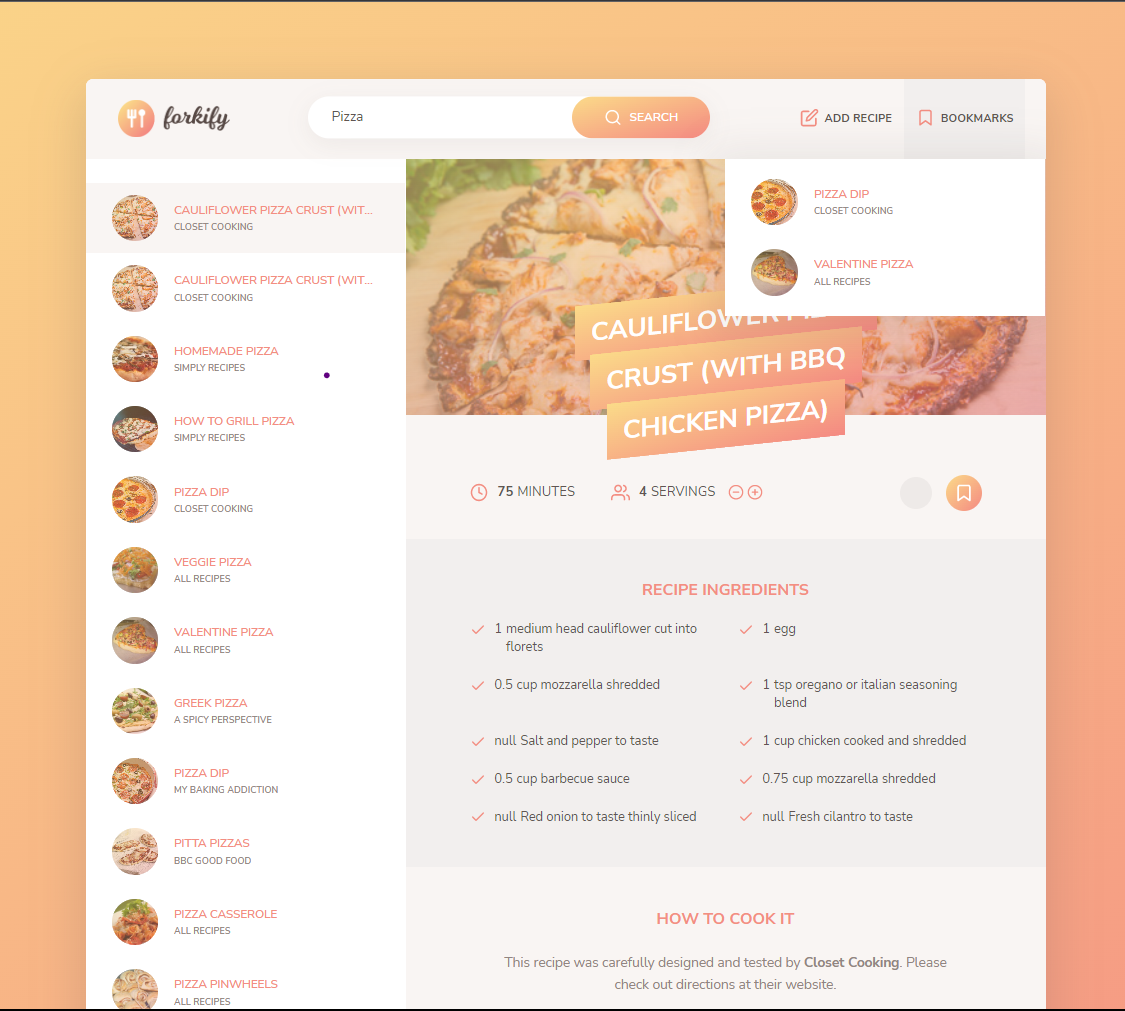 forkify
Pizza
SEARCH
ADD RECIPE
BOOKMARKS
CAULIFLOWER PIZZA CRUST (WIT...
CLOSET COOKING
CAULIFLOWER PIZZA CRUST (WIT...
CLOSET COOKING
HOMEMADE PIZZA
SIMPLY RECIPES
HOW TO GRILL PIZZA
SIMPLY RECIPES
PIZZA DIP
CLOSET COOKING
VEGGIE PIZZA
ALL RECIPES
VALENTINE PIZZA
ALL RECIPES
GREEK PIZZA
A SPICY PERSPECTIVE
PIZZA DIP
MY BAKING ADDICTION
PITTA PIZZAS
BBC GOOD FOOD
PIZZA CASSEROLE
ALL RECIPES
PIZZA PINWHEELS
ALL RECIPES
PIZZA DIP
CLOSET COOKING
VALENTINE PIZZA
ALL RECIPES
CAULIFLOWER
CRUST (WITH BBQ
CHICKEN PIZZA)
75 MINUTES
4 SERVINGS
RECIPE INGREDIENTS
1 medium head cauliflower cut into
florets
1 egg
0.5 cup mozzarella shredded
1 tsp oregano or italian seasoning
blend
null Salt and pepper to taste
1 cup chicken cooked and shredded
0.5 cup barbecue sauce
0.75 cup mozzarella shredded
null Red onion to taste thinly sliced
null Fresh cilantro to taste
HOW TO COOK IT
This recipe was carefully designed and tested by Closet Cooking. Please
check out directions at their website.